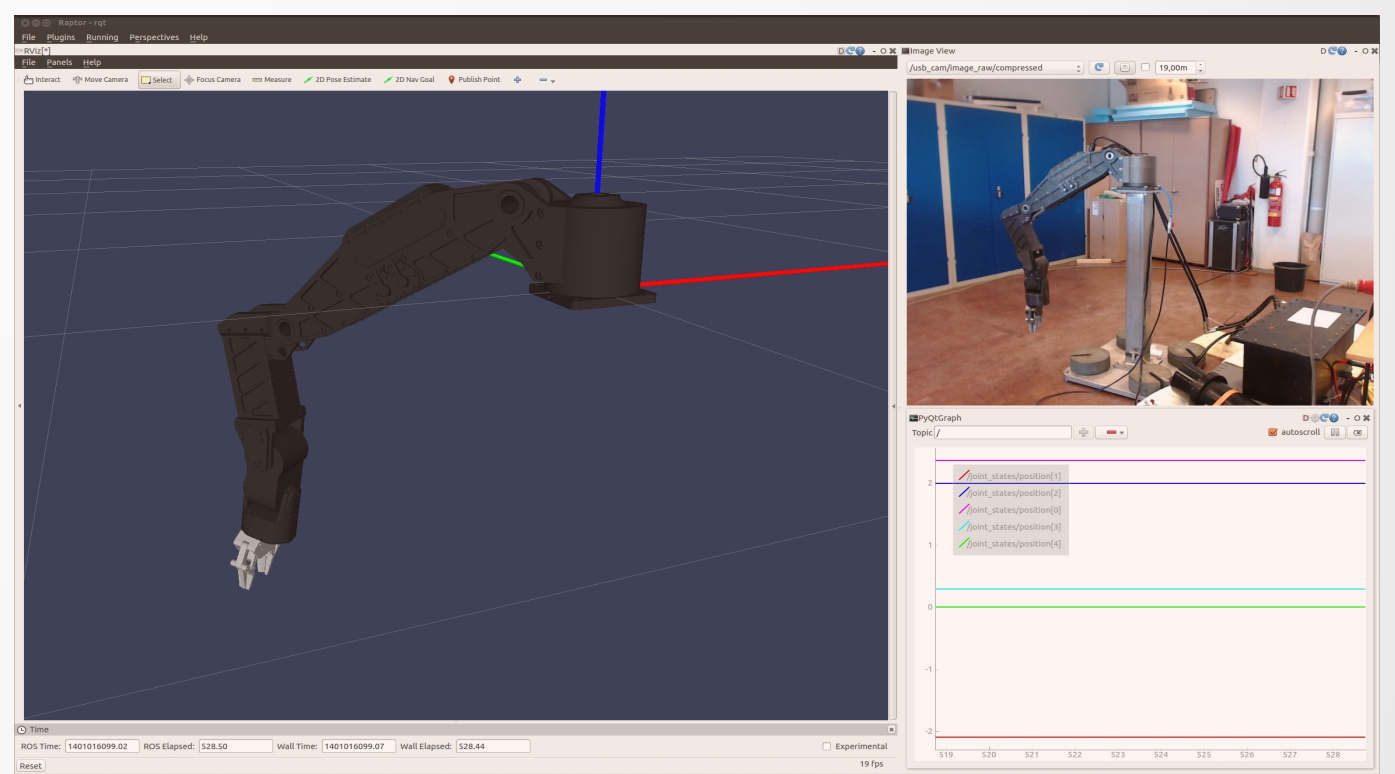 Raptor - rqt
File Plugins Running Perspectives Help
RViz[*]
D - O
File Panels Help
Interact Move Camera Select Focus Camera Measure 2D Pose Estimate 2D Nav Goal Publish Point
Image View
D - O
/usb_cam/image_raw/compressed 19,00m
PyQtGraph
D - O
Topic / autoscroll
/joint_states/position[1]
/joint_states/position[2]
/joint_states/position[0]
/joint_states/position[3]
/joint_states/position[4]
2
1
0
-1
-2
519 520 521 522 523 524 525 526 527 528
Time
ROS Time: 1401016099.02 ROS Elapsed: 528.50 Wall Time: 1401016099.07 Wall Elapsed: 528.44 Experimental
Reset 19 fps